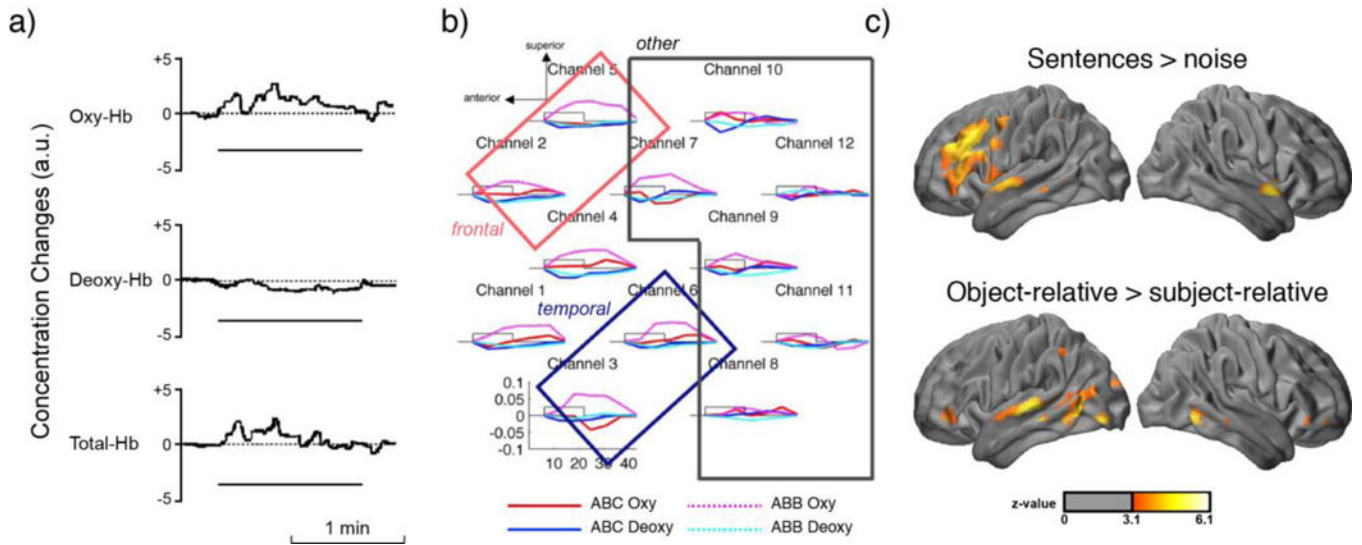 a)
Concentration Changes (a.u.)
+5
Oxy-Hb
0
-5
+5
Deoxy-Hb
0
-5
+5
Total-Hb
0
-5
1 min
b)
other
superior
anterior
Channel 5
Channel 10
Channel 2
Channel 7
Channel 12
frontal
Channel 4
Channel 9
Channel 1
temporal
Channel 6
Channel 11
Channel 3
Channel 8
0.1
0.05
0
-0.05
-0.1
10 20 30 40
ABC Oxy
ABB Oxy
ABC Deoxy
ABB Deoxy
c)
Sentences > noise
Object-relative > subject-relative
z-value
0 3.1 6.1